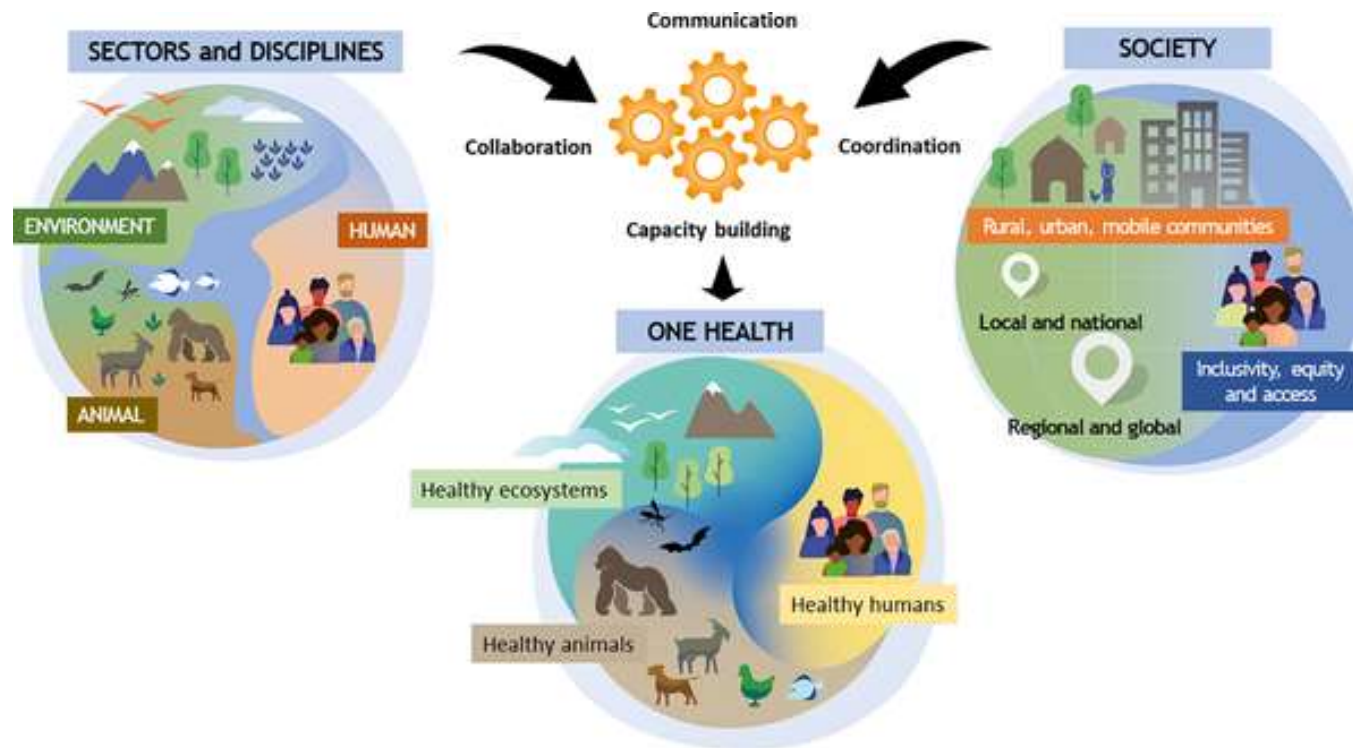 Communication
SECTORS and DISCIPLINES
SOCIETY
Collaboration
Coordination
ENVIRONMENT
HUMAN
Capacity building
Rural, urban, mobile communities
Local and national
ONE HEALTH
Inclusivity, equity
and access
ANIMAL
Regional and global
Healthy ecosystems
Healthy humans
Healthy animals